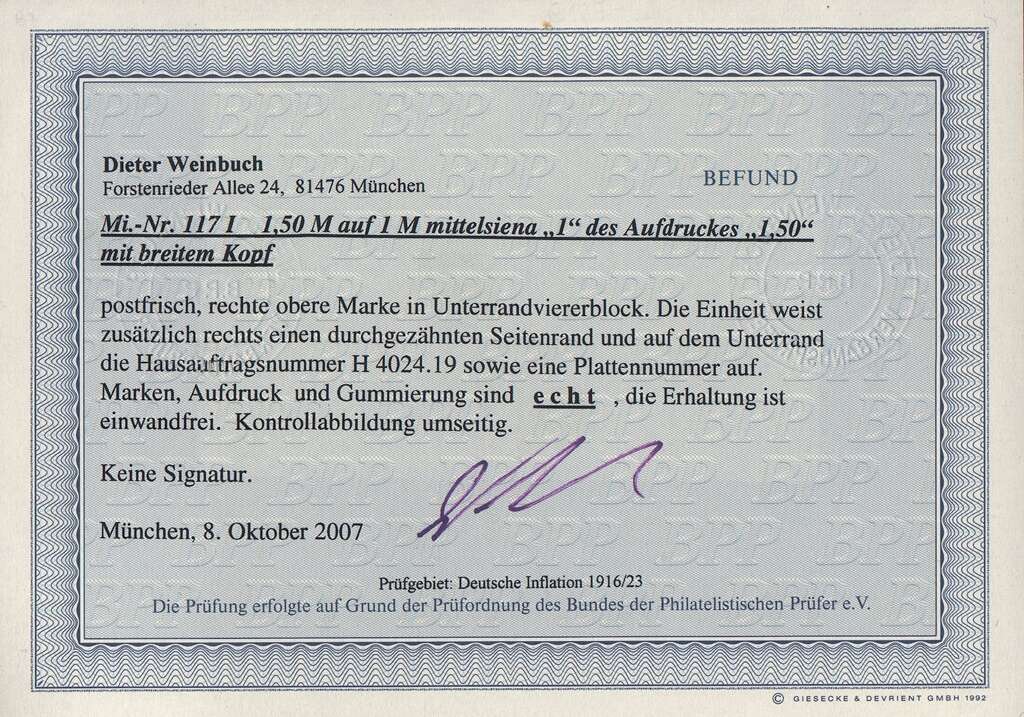 Dieter Weinbuch
Forstenrieder Allee 24, 81476 München
BEFUND
Mi.-Nr. 117 I 1,50 M auf 1 M mittelsiena „1“ des Aufdruckes „1,50“
mit breitem Kopf
postfrisch, rechte obere Marke in Unterrandviererblock. Die Einheit weist
zusätzlich rechts einen durchgezähnten Seitenrand und auf dem Unterrand
die Hausauftragsnummer H 4024.19 sowie eine Plattennummer auf.
Marken, Aufdruck und Gummierung sind echt , die Erhaltung ist
einwandfrei. Kontrollabbildung umseitig.
Keine Signatur.
München, 8. Oktober 2007
Prüfgebiet: Deutsche Inflation 1916/23
Die Prüfung erfolgte auf Grund der Prüfordnung des Bundes der Philatelistischen Prüfer e.V.
© GIESECKE & DEVRIENT GMBH 1992